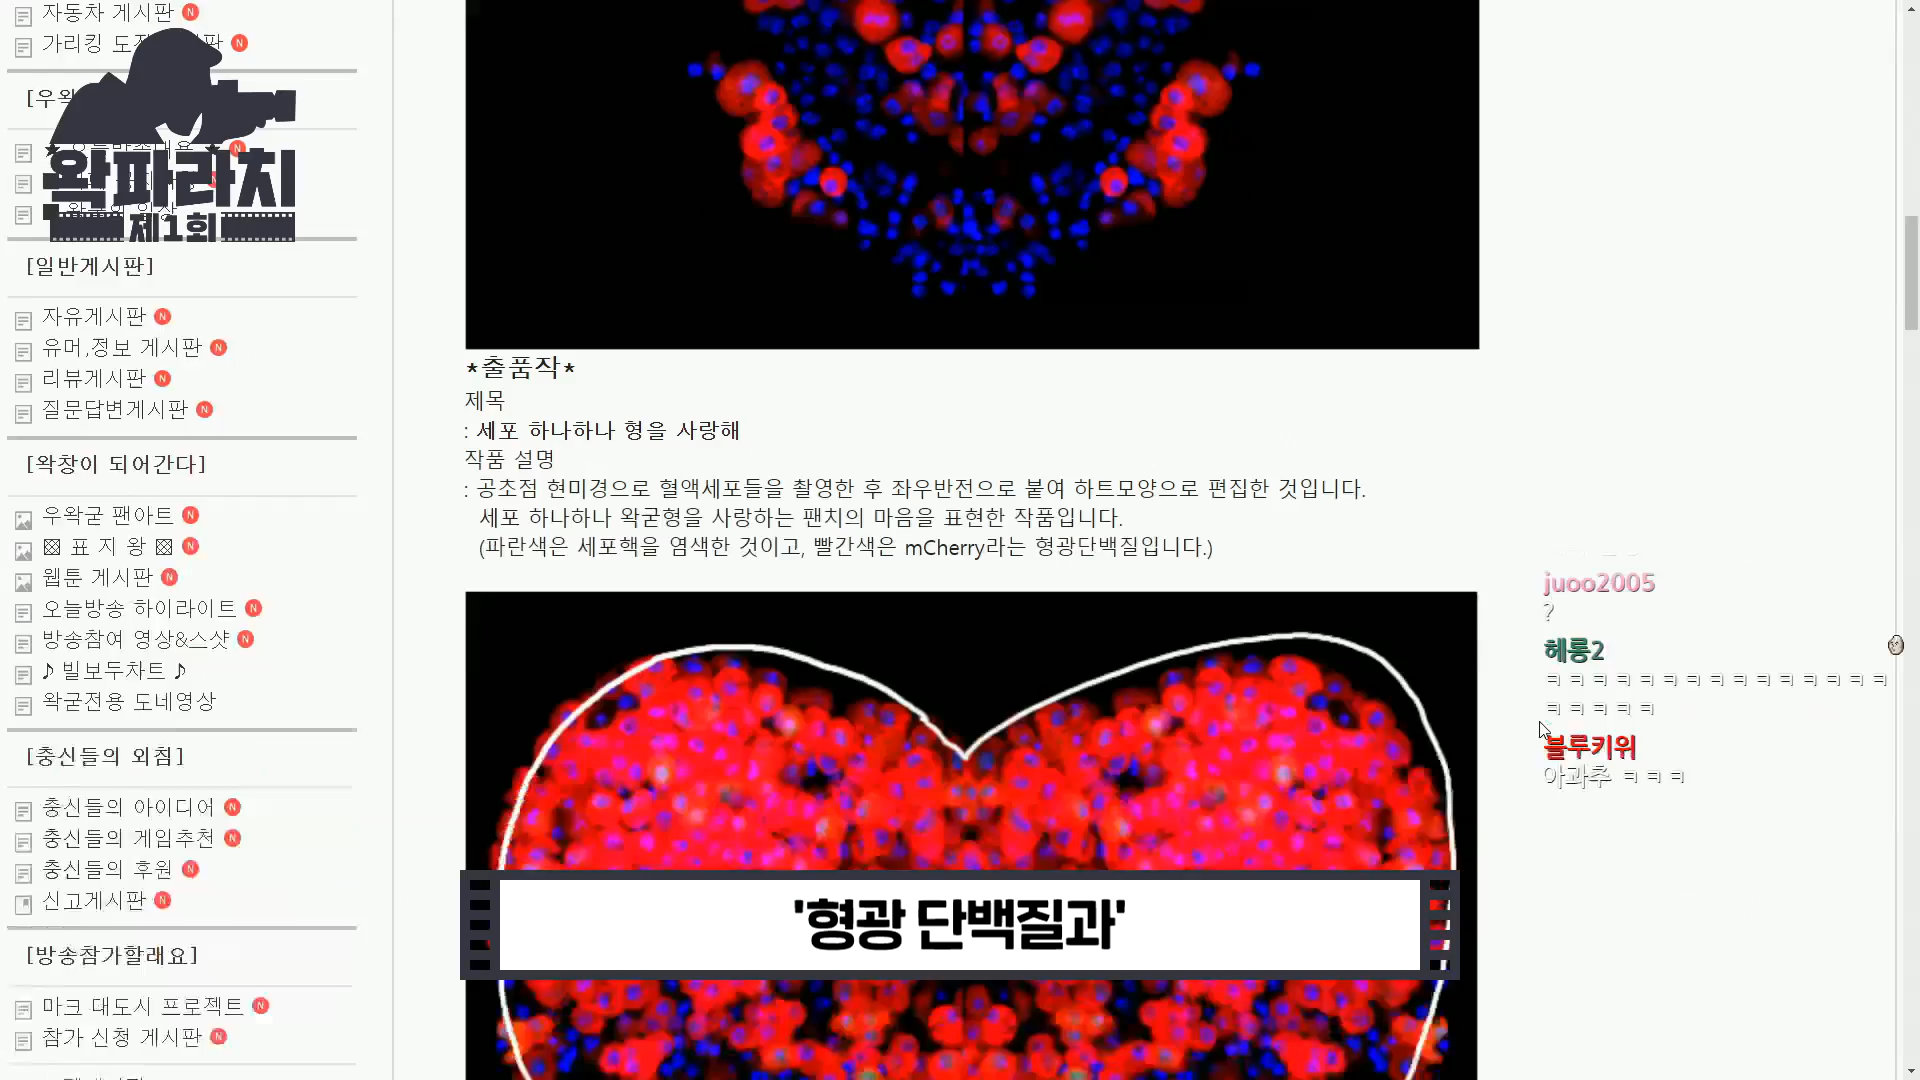 자동차 게시판 N
가리킹 도전
판 N
[우왁
왁파라치
제1회
[일반게시판]
자유게시판 N
유머,정보 게시판 N
리뷰게시판 N
질문답변게시판 N
[왁창이 되어간다]
우왁굳 팬아트 N
▩ 표 지 왕 ▩ N
웹툰 게시판 N
오늘방송 하이라이트 N
방송참여 영상&스샷 N
♪ 빌보두차트 ♪
왁굳전용 도네영상
[충신들의 외침]
충신들의 아이디어 N
충신들의 게임추천 N
충신들의 후원 N
신고게시판 N
[방송참가할래요]
마크 대도시 프로젝트 N
참가 신청 게시판 N
*출품작*
제목
: 세포 하나하나 형을 사랑해
작품 설명
: 공초점 현미경으로 혈액세포들을 촬영한 후 좌우반전으로 붙여 하트모양으로 편집한 것입니다.
세포 하나하나 왁굳형을 사랑하는 팬치의 마음을 표현한 작품입니다.
(파란색은 세포핵을 염색한 것이고, 빨간색은 mCherry라는 형광단백질입니다.)
'형광 단백질과'
juoo2005
?
헤롱2
ㅋㅋㅋㅋㅋㅋㅋㅋㅋㅋㅋㅋㅋㅋㅋ
ㅋㅋㅋㅋㅋ
블루키위
아과추 ㅋㅋㅋ